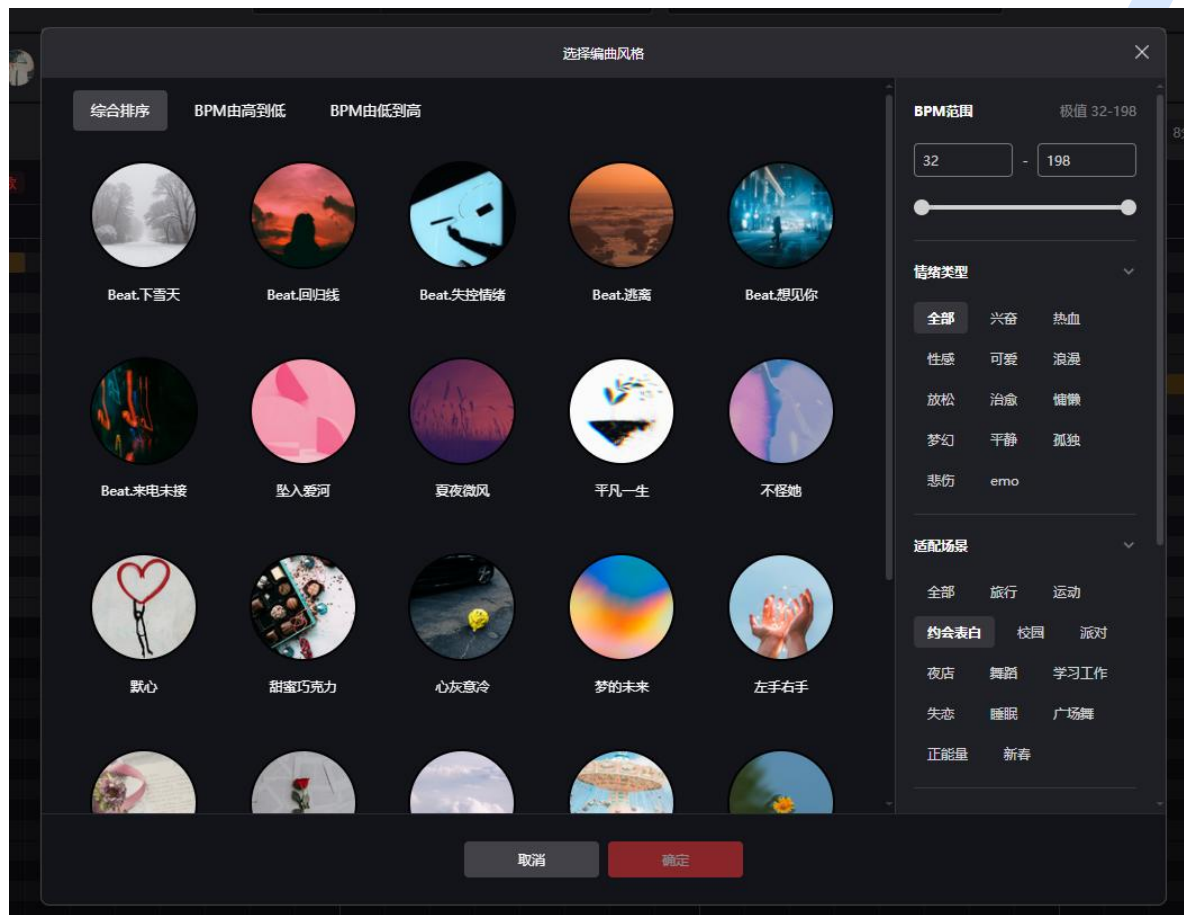 选择编曲风格
综合排序 BPM由高到低 BPM由低到高
Beat.下雪天 Beat.回归线 Beat.失控情绪 Beat.逃离 Beat.想见你
Beat.来电未接 坠入爱河 夏夜微风 平凡一生 不怪她
默心 甜蜜巧克力 心灰意冷 梦的未来 左手右手
BPM范围 极值 32-198
32 - 198
情绪类型
全部 兴奋 热血
性感 可爱 浪漫
放松 治愈 慵懒
梦幻 平静 孤独
悲伤 emo
适配场景
全部 旅行 运动
约会表白 校园 派对
夜店 舞蹈 学习工作
失恋 睡眠 广场舞
正能量 新春
取消 确定